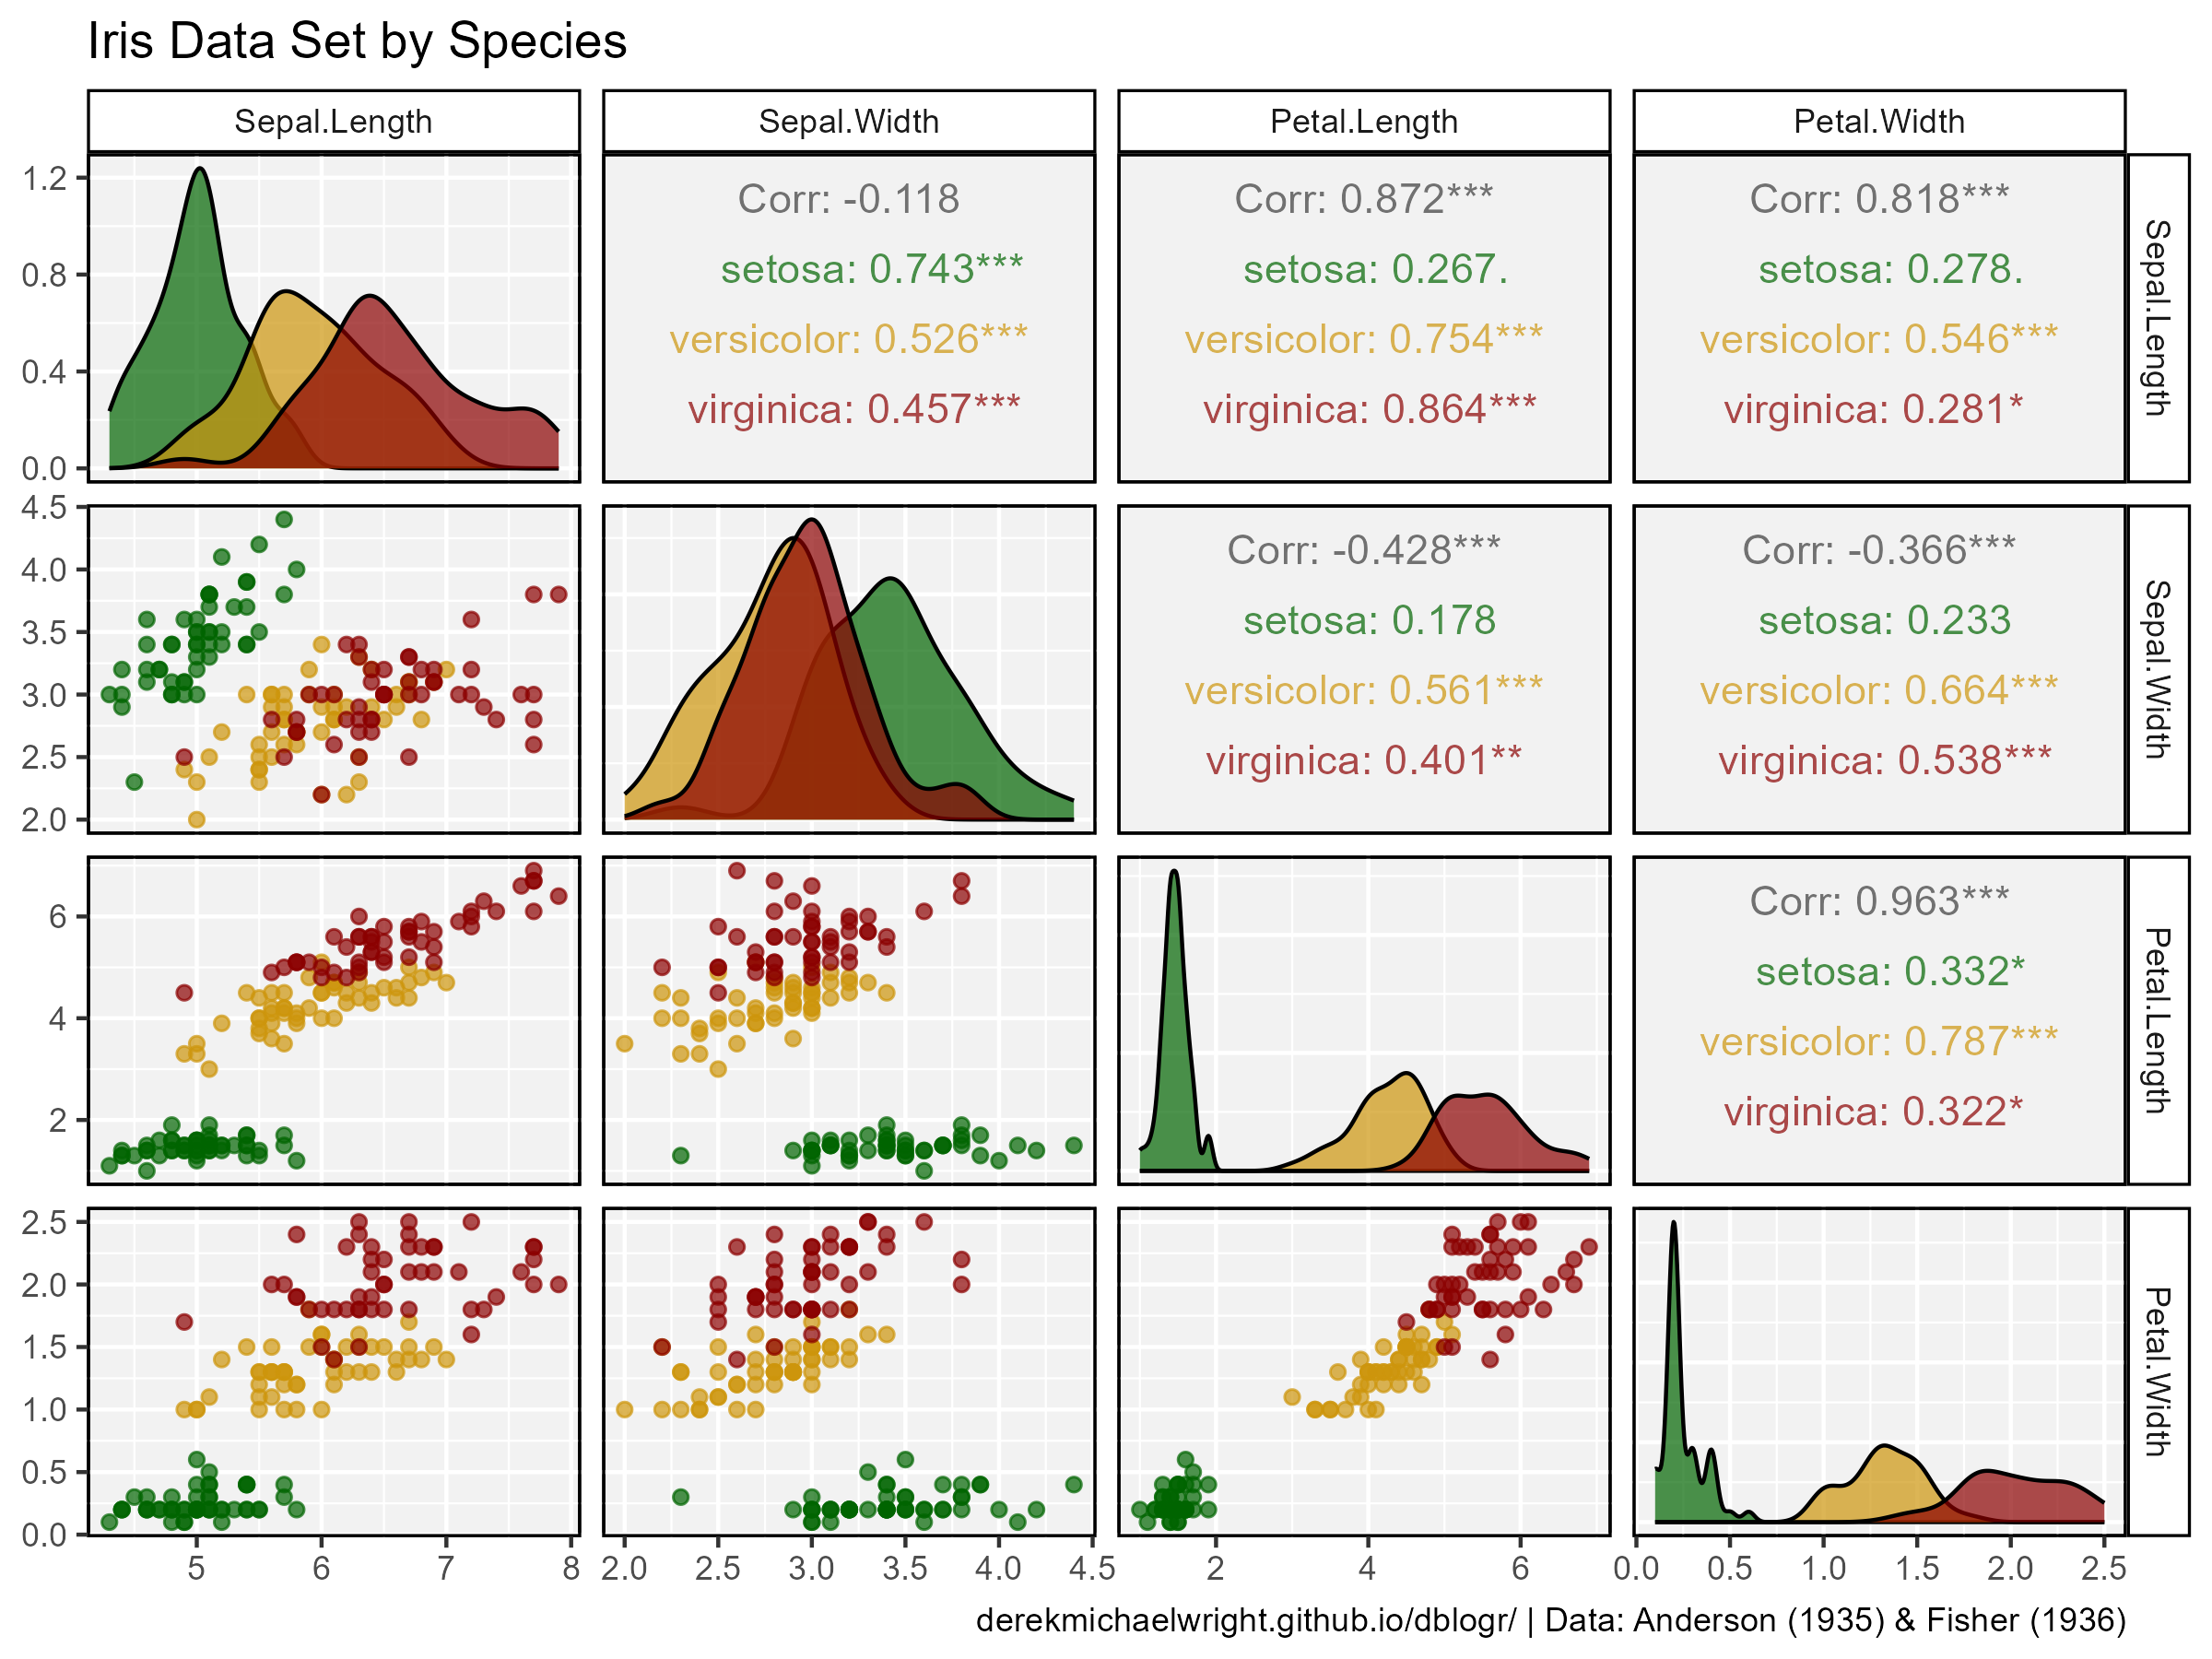 Iris Data Set by Species
Sepal.Length
Sepal.Width
Petal.Length
Petal.Width
1.2
0.8
0.4
0.0
Corr: -0.118
setosa: 0.743***
versicolor: 0.526***
virginica: 0.457***
Corr: 0.872***
setosa: 0.267.
versicolor: 0.754***
virginica: 0.864***
Corr: 0.818***
setosa: 0.278.
versicolor: 0.546***
virginica: 0.281*
Sepal.Length
4.5
4.0
3.5
3.0
2.5
2.0
Corr: -0.428***
setosa: 0.178
versicolor: 0.561***
virginica: 0.401**
Corr: -0.366***
setosa: 0.233
versicolor: 0.664***
virginica: 0.538***
Sepal.Width
6
4
2
Corr: 0.963***
setosa: 0.332*
versicolor: 0.787***
virginica: 0.322*
Petal.Length
2.5
2.0
1.5
1.0
0.5
0.0
Petal.Width
5 6 7 8
2.0 2.5 3.0 3.5 4.0 4.5
2 4 6
0.0 0.5 1.0 1.5 2.0 2.5
derekmichaelwright.github.io/dblogr/ | Data: Anderson (1935) & Fisher (1936)